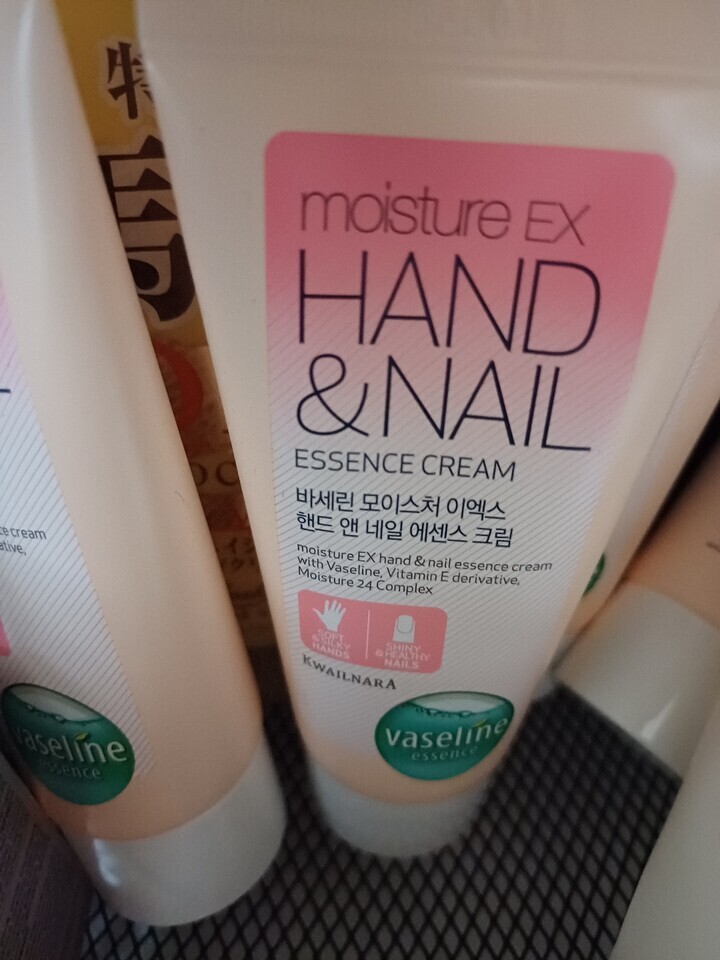 特
moisture EX
HAND
&NAIL
ESSENCE CREAM
바세린 모이스처 이엑스
핸드 앤 네일 에센스 크림
moisture EX hand & nail essence cream
with Vaseline, Vitamin E derivative,
Moisture 24 Complex
SOFT
& SILKY
HANDS
SHINY
& HEALTHY
NAILS
KWAILNARA
vaseline
essence
cream
vaseline
essence